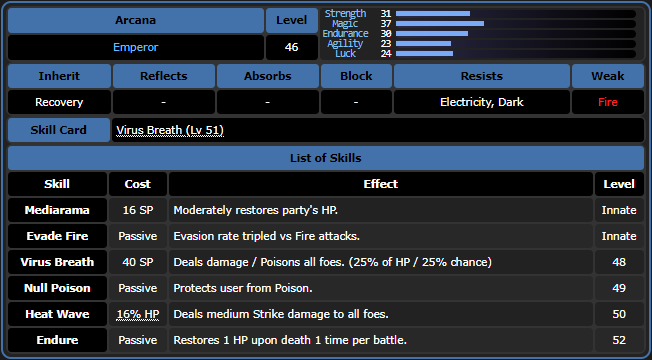 Arcana Level
Emperor 46
Strength 31
Magic 37
Endurance 30
Agility 23
Luck 24
Inherit Reflects Absorbs Block Resists Weak
Recovery - - - Electricity, Dark Fire
Skill Card Virus Breath (Lv 51)
List of Skills
Skill Cost Effect Level
Mediarama 16 SP Moderately restores party's HP. Innate
Evade Fire Passive Evasion rate tripled vs Fire attacks. Innate
Virus Breath 40 SP Deals damage / Poisons all foes. (25% of HP / 25% chance) 48
Null Poison Passive Protects user from Poison. 49
Heat Wave 16% HP Deals medium Strike damage to all foes. 50
Endure Passive Restores 1 HP upon death 1 time per battle. 52